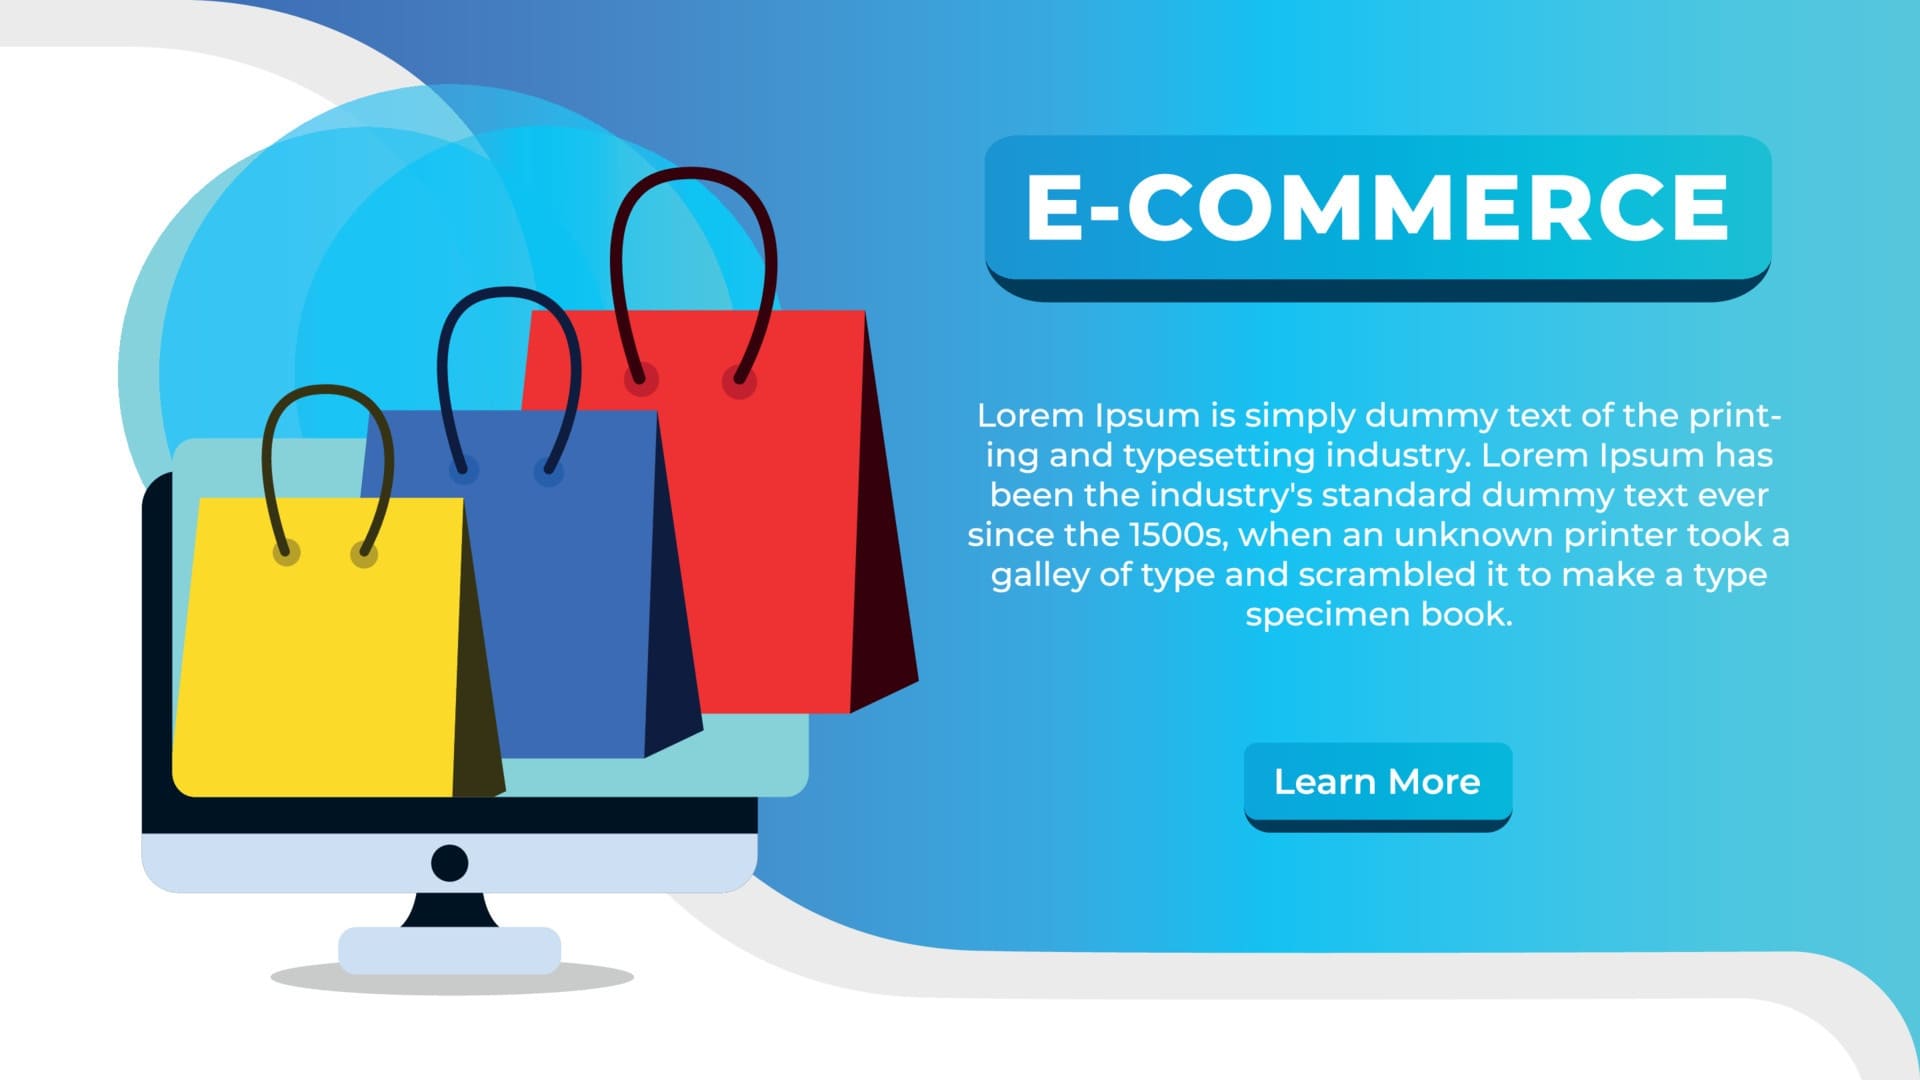 E-COMMERCE
Lorem Ipsum is simply dummy text of the print-
ing and typesetting industry. Lorem Ipsum has
been the industry's standard dummy text ever
since the 1500s, when an unknown printer took a
galley of type and scrambled it to make a type
specimen book.
Learn More